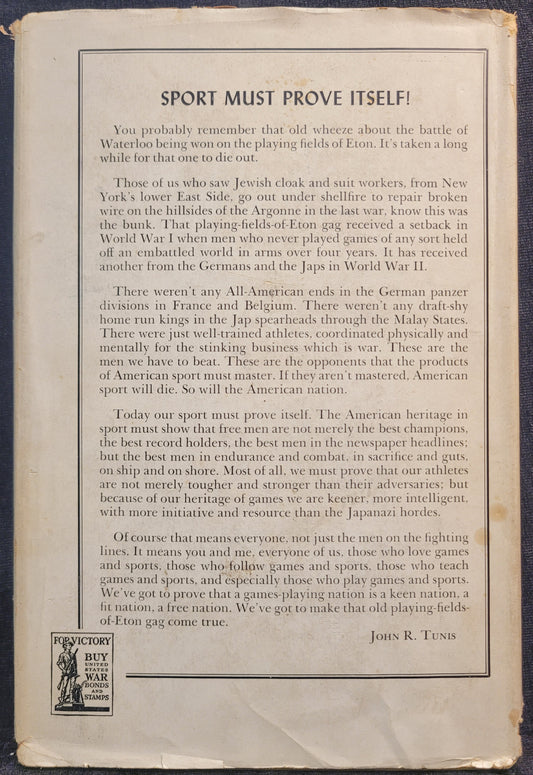 SPORT MUST PROVE ITSELF!
You probably remember that old wheeze about the battle of
Waterloo being won on the playing fields of Eton. It's taken a long
while for that one to die out.
Those of us who saw Jewish cloak and suit workers, from New
York's lower East Side, go out under shellfire to repair broken
wire on the hillsides of the Argonne in the last war, know this was
the bunk. That playing-fields-of-Eton gag received a setback in
World War I when men who never played games of any sort held
off an embattled world in arms over four years. It has received
another from the Germans and the Japs in World War II.
There weren't any All-American ends in the German panzer
divisions in France and Belgium. There weren't any draft-shy
home run kings in the Jap spearheads through the Malay States.
There were just well-trained athletes, coordinated physically and
mentally for the stinking business which is war. These are the
men we have to beat. These are the opponents that the products
of American sport must master. If they aren't mastered, American
sport will die. So will the American nation.
Today our sport must prove itself. The American heritage in
sport must show that free men are not merely the best champions,
the best record holders, the best men in the newspaper headlines;
but the best men in endurance and combat, in sacrifice and guts,
on ship and on shore. Most of all, we must prove that our athletes
are not merely tougher and stronger than their adversaries; but
because of our heritage of games we are keener, more intelligent,
with more initiative and resource than the Japanazi hordes.
Of course that means everyone, not just the men on the fighting
lines. It means you and me, everyone of us, those who love games
and sports, those who follow games and sports, those who teach
games and sports, and especially those who play games and sports.
We've got to prove that a games-playing nation is a keen nation, a
fit nation, a free nation. We've got to make that old playing-fields-
of-Eton gag come true.
JOHN R. TUNIS
FOR VICTORY
BUY
UNITED
STATES
WAR
BONDS
AND
STAMPS